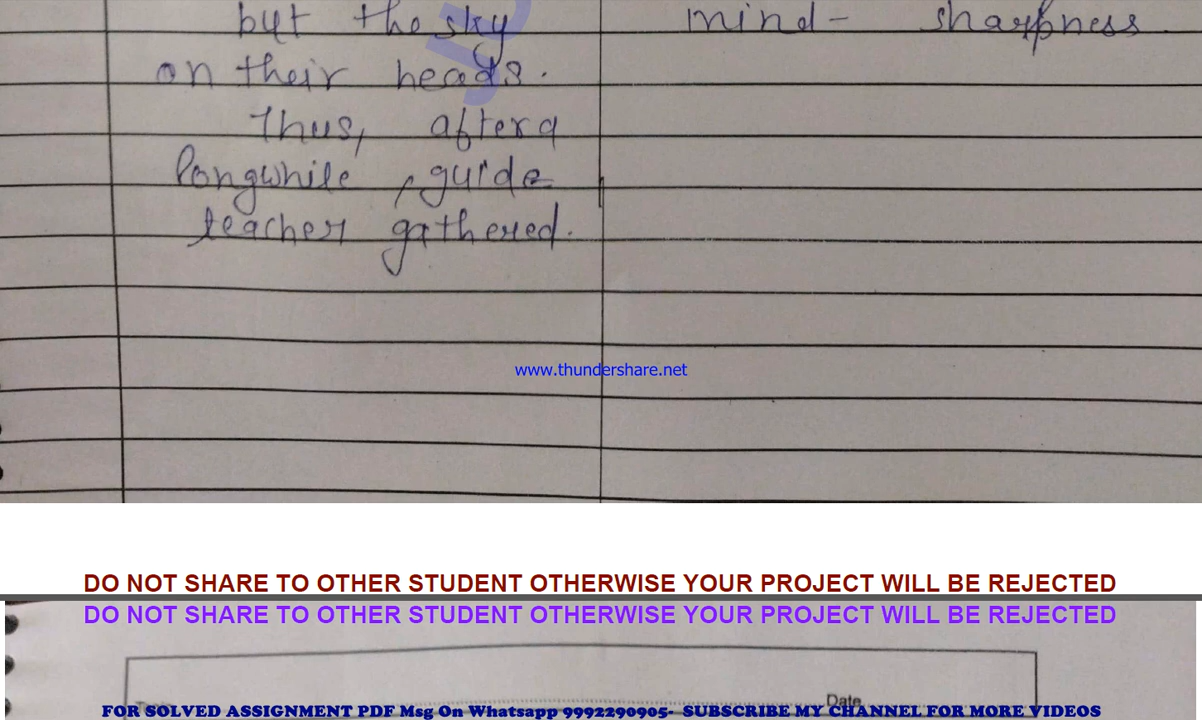 but the sky
on their heads.
Thus, after a
longwhile, guide
teacher gathered.
mind - sharpness.
www.thundershare.net
DO NOT SHARE TO OTHER STUDENT OTHERWISE YOUR PROJECT WILL BE REJECTED
DO NOT SHARE TO OTHER STUDENT OTHERWISE YOUR PROJECT WILL BE REJECTED
Date
FOR SOLVED ASSIGNMENT PDF Msg On Whatsapp 9992290905- SUBSCRIBE MY CHANNEL FOR MORE VIDEOS